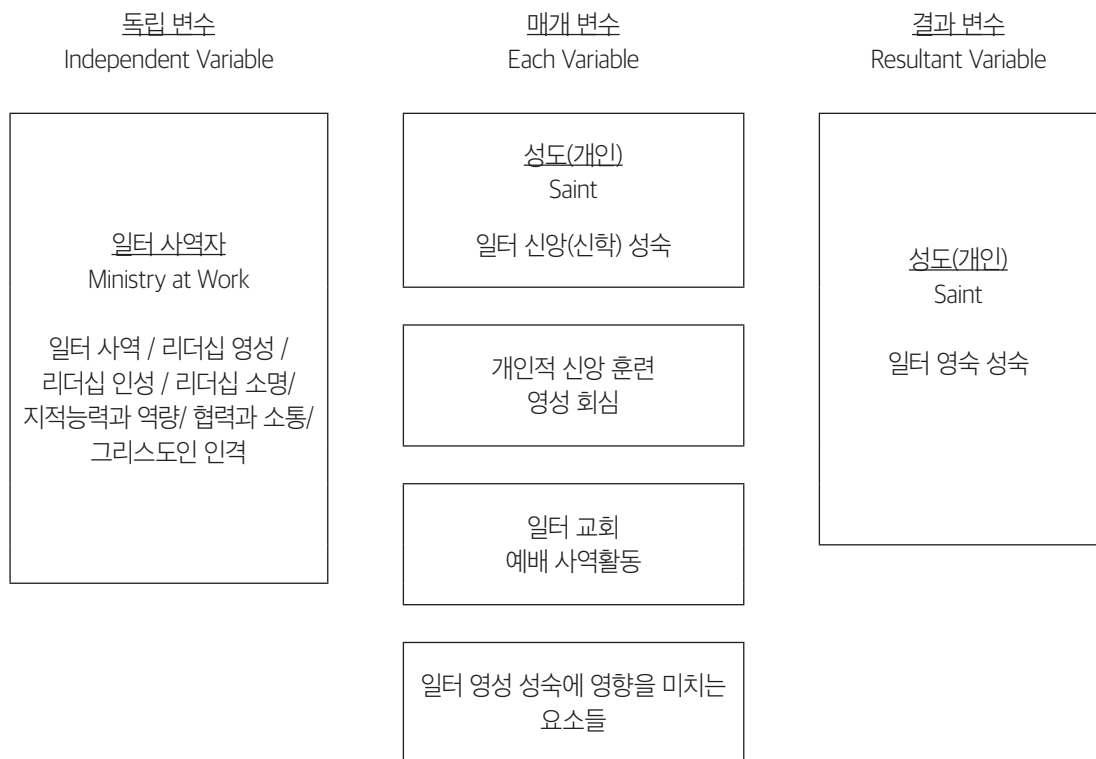 독립 변수
Independent Variable
일터 사역자
Ministry at Work
일터 사역 / 리더십 영성 /
리더십 인성 / 리더십 소명/
지적능력과 역량/ 협력과 소통/
그리스도인 인격
매개 변수
Each Variable
성도(개인)
Saint
일터 신앙(신학) 성숙
개인적 신앙 훈련
영성 회심
일터 교회
예배 사역활동
일터 영성 성숙에 영향을 미치는
요소들
결과 변수
Resultant Variable
성도(개인)
Saint
일터 영숙 성숙